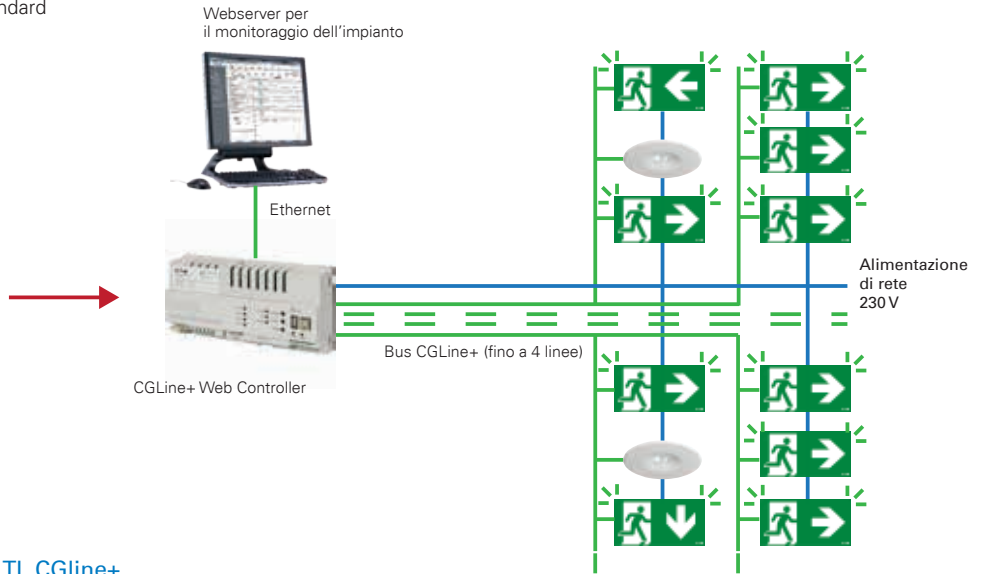 ndard
Webserver per
il monitoraggio dell'impianto
Ethernet
Alimentazione
di rete
230 V
Bus CGLine+ (fino a 4 linee)
CGLine+ Web Controller
TL CGline+